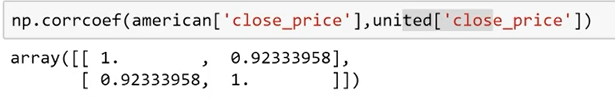 np.corrcoef(american['close_price'],united['close_price'])
array([[ 1.        ,  0.92333958],
       [ 0.92333958,  1.        ]])